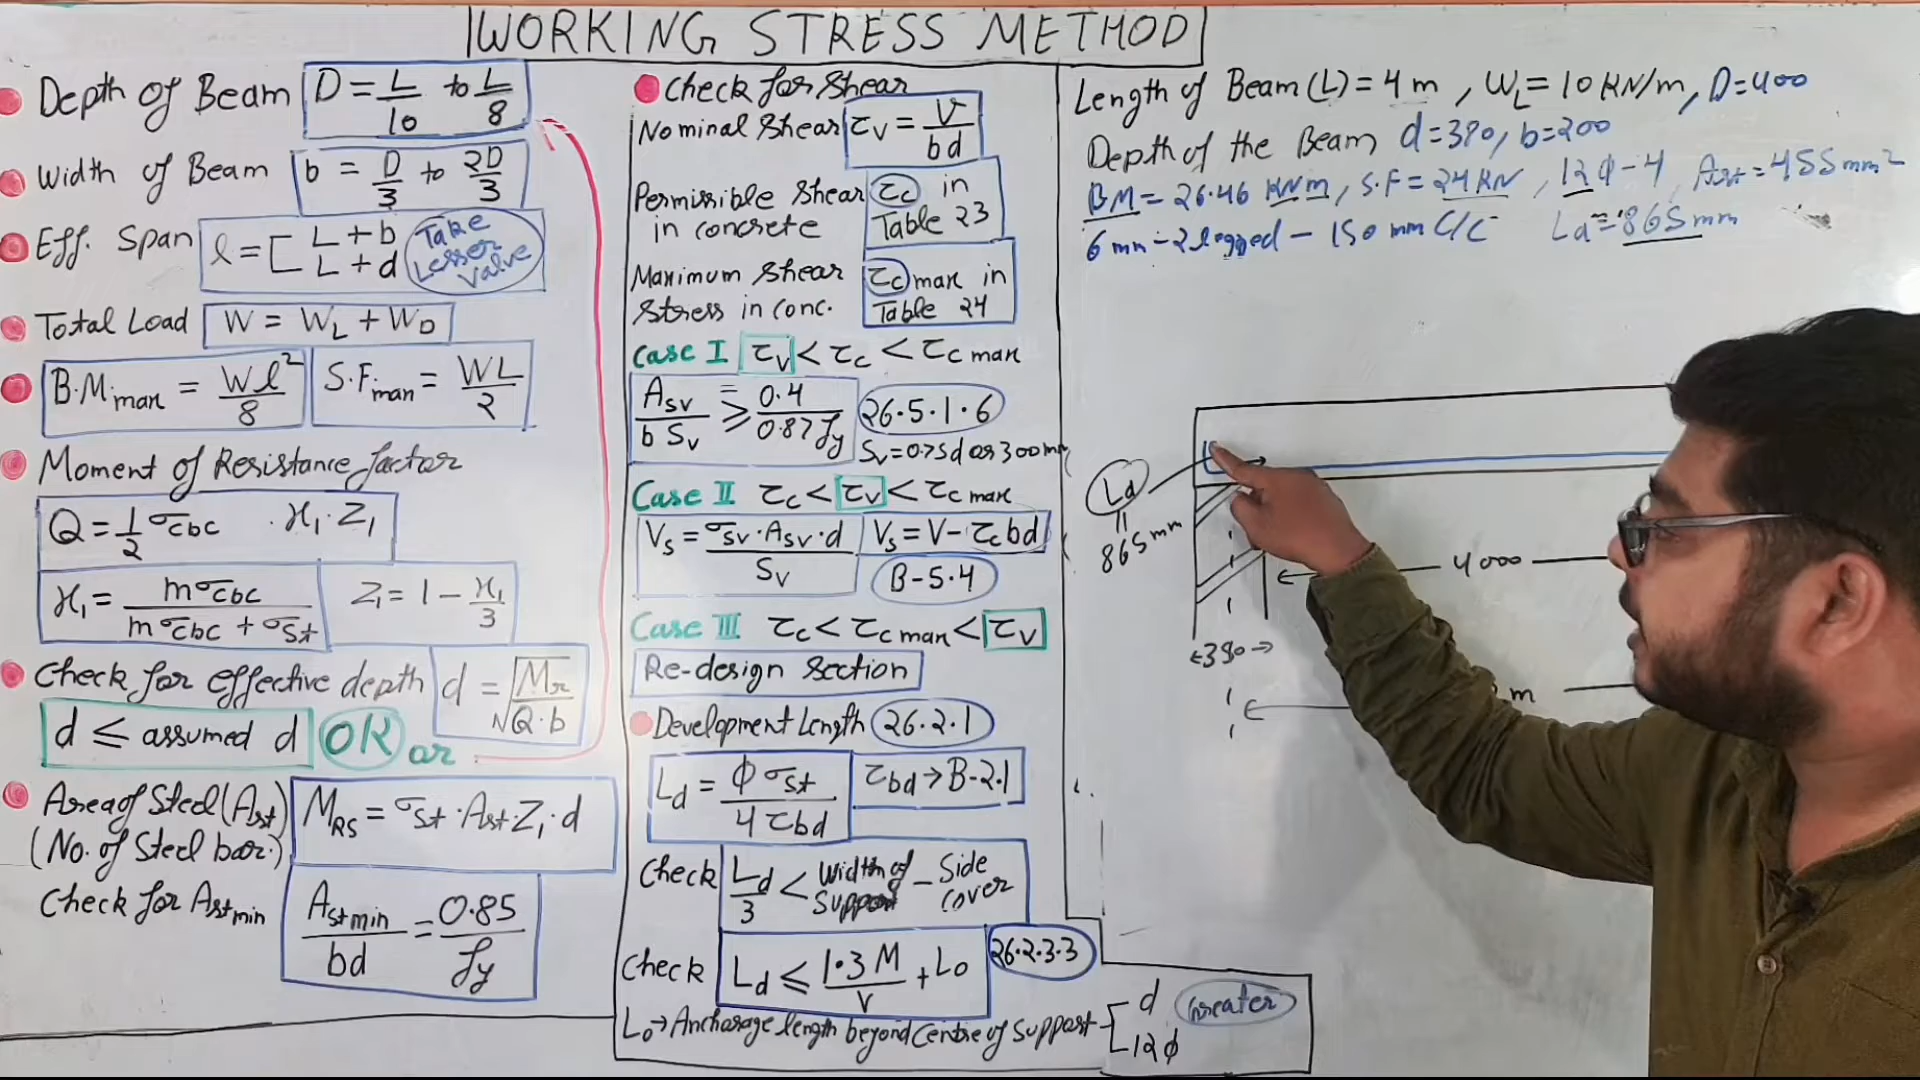 WORKING STRESS METHOD
Depth of Beam D = L/10 to L/8
Width of Beam b = D/3 to 2D/3
Eff. Span l = [ L + b
L + d
Take Lesser Value
Total Load W = WL + WD
B.M.max = Wl²/8 S.Fmax = WL/2
Moment of Resistance factor
Q = 1/2 σcbc . x1 . Z1
x1 = mσcbc / (mσcbc + σst) Z1 = 1 - x1/3
Check for effective depth d = √(Mr / Q.b)
d ≤ assumed d OK or
Area of Steel (Ast) MRS = σst . Ast . Z1 . d
(No. of Steel bar.)
Check for Astmin Astmin/bd = 0.85/fy
Check for Shear
Nominal Shear τv = V/bd
Permissible Shear in concrete τc in Table 23
Maximum Shear Stress in conc. τc max in Table 24
Case I τv < τc < τc max
Asv / b Sv ≥ 0.4 / 0.87 fy 26.5.1.6
Sv = 0.75d or 300mm
Case II τc < τv < τc max
Vs = σsv . Asv . d / Sv Vs = V - τc bd
B-5.4
Case III τc < τc max < τv
Re-design Section
Development Length 26.2.1
Ld = φ σst / 4 τbd τbd → B-2.1
Check Ld/3 < Width of Support - Side cover
Check Ld ≤ 1.3 M / V + Lo 26.2.3.3
Lo → Anchorage length beyond Centre of Support [ d
12φ
Greater
Length of Beam (L) = 4 m , WL = 10 KN/m, D=400
Depth of the Beam d = 380, b=200
BM = 26.46 KNm, S.F = 24 KN , 12 φ - 4 Ast = 455 mm²
6 mm - 2 legged - 150 mm C/C Ld = 865 mm
Ld
=
865 mm
4000
380
m